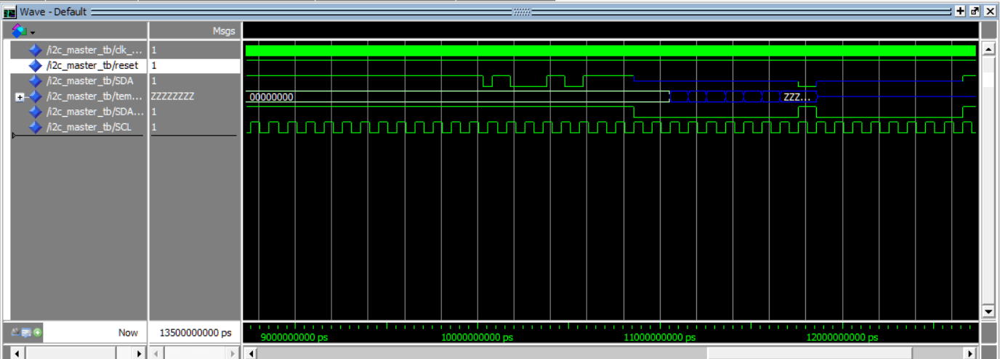 Wave - Default
Msgs
/i2c_master_tb/clk_... 1
/i2c_master_tb/reset 1
/i2c_master_tb/SDA 1
/i2c_master_tb/tem... ZZZZZZZZ 00000000 ZZZ...
/i2c_master_tb/SDA... 1
/i2c_master_tb/SCL 1
Now 13500000000 ps 9000000000 ps 10000000000 ps 11000000000 ps 12000000000 ps